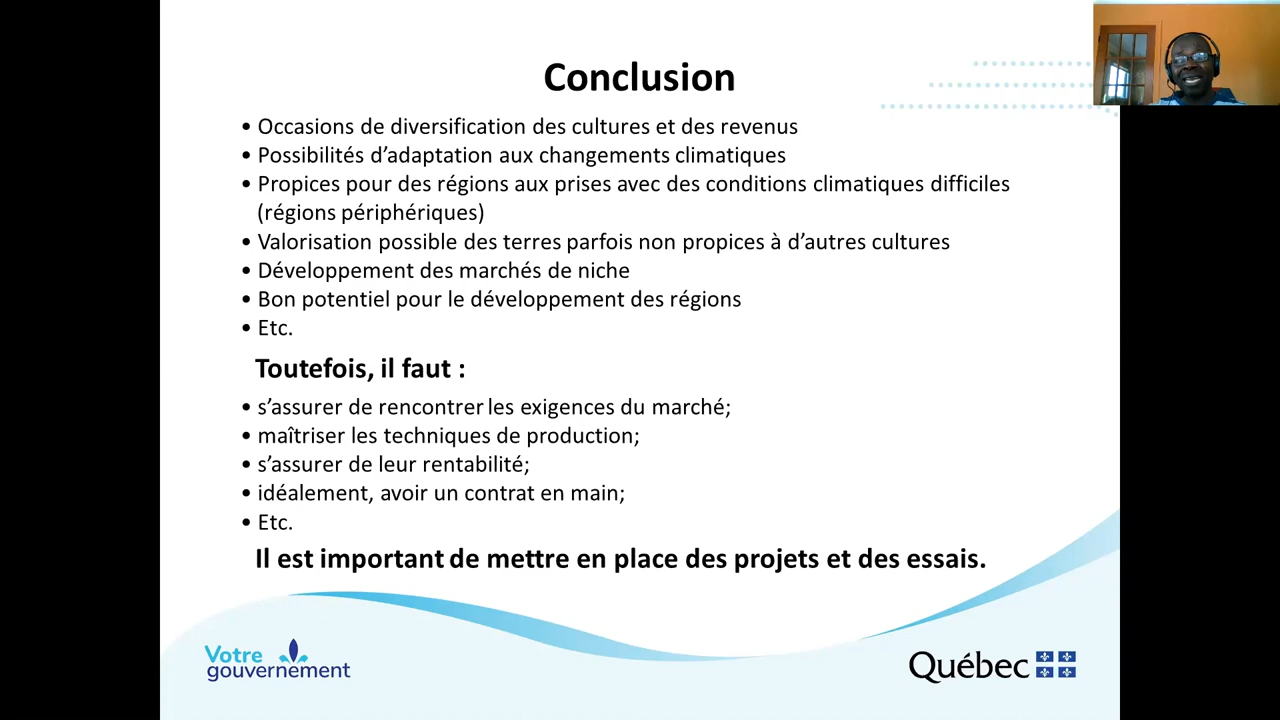 Conclusion
• Occasions de diversification des cultures et des revenus
• Possibilités d’adaptation aux changements climatiques
• Propices pour des régions aux prises avec des conditions climatiques difficiles
(régions périphériques)
• Valorisation possible des terres parfois non propices à d’autres cultures
• Développement des marchés de niche
• Bon potentiel pour le développement des régions
• Etc.
Toutefois, il faut :
• s’assurer de rencontrer les exigences du marché;
• maîtriser les techniques de production;
• s’assurer de leur rentabilité;
• idéalement, avoir un contrat en main;
• Etc.
Il est important de mettre en place des projets et des essais.
Votre
gouvernement
Québec